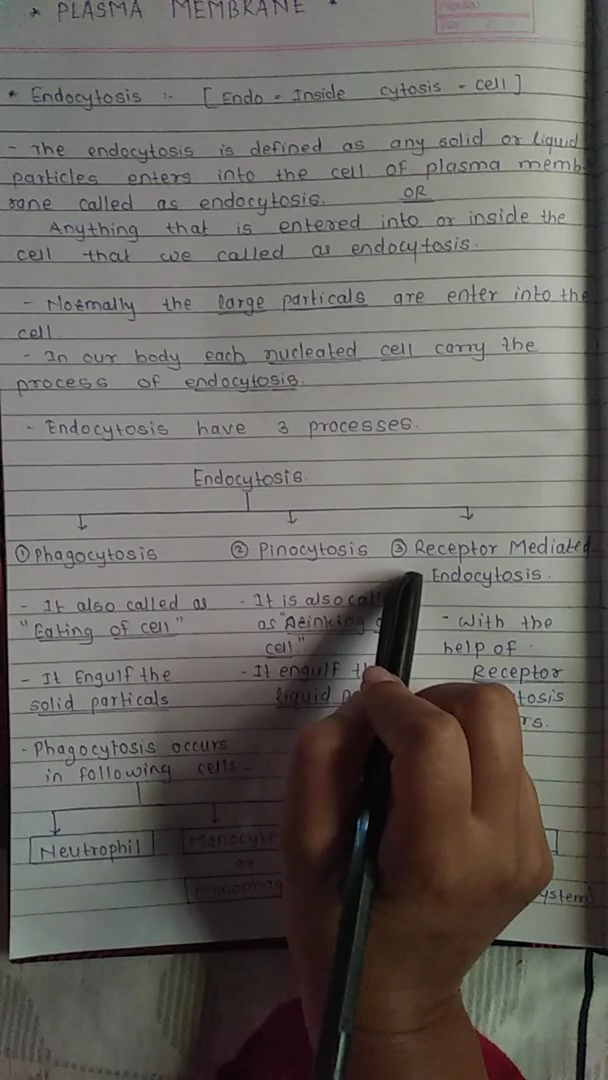 * PLASMA MEMBRANE *
* Endocytosis :- [Endo - Inside cytosis - cell]
- The endocytosis is defined as any solid or liquid
particles enters into the cell of plasma memb-
rane called as endocytosis. OR
Anything that is entered into or inside the
cell that we called as endocytosis.
- Normally the large particals are enter into the
cell
- In our body each nucleated cell carry the
process of endocytosis.
- Endocytosis have 3 processes.
Endocytosis
① Phagocytosis ② Pinocytosis ③ Receptor Mediated
Endocytosis.
- It also called as - It is also
"Eating of cell" as "Drinking - With the
cell." help of
- It Engulf the - It engulf Receptor
solid particals liquid
- Phagocytosis occurs
in following cells -
Neutrophil Monocyte
or